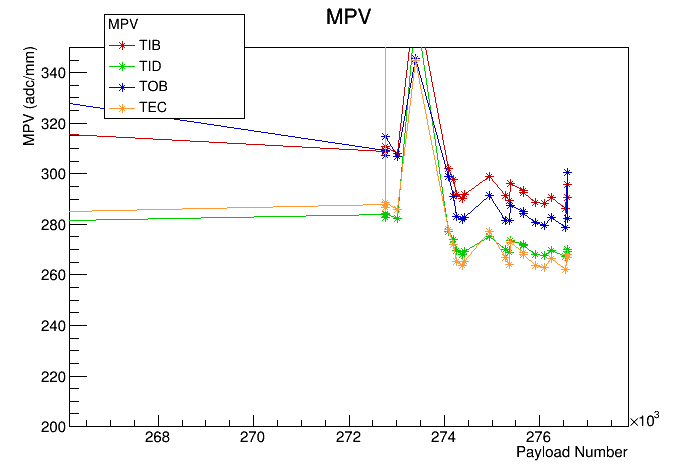 MPV
MPV
TIB
TID
TOB
TEC
MPV (adc/mm)
340
320
300
280
260
240
220
200
268 270 272 274 276
×10³
Payload Number